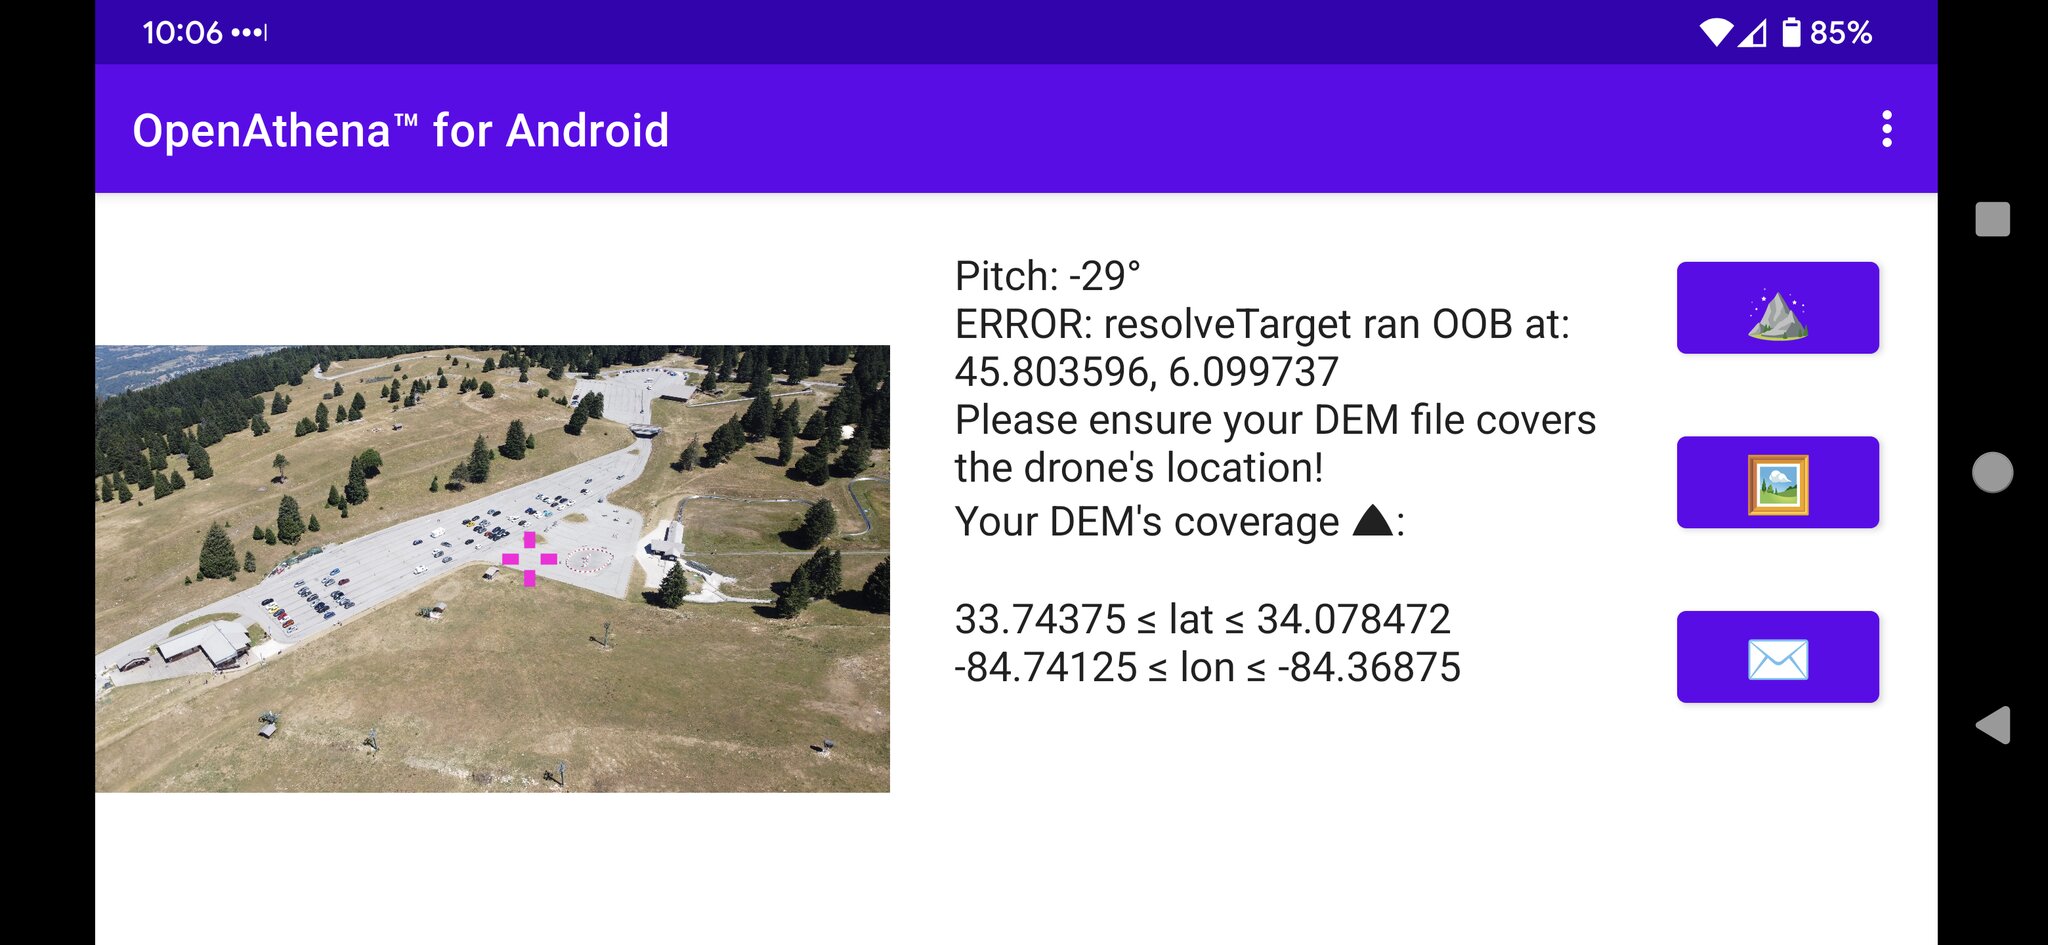 10:06
85%
OpenAthena™ for Android
Pitch: -29°
ERROR: resolveTarget ran OOB at:
45.803596, 6.099737
Please ensure your DEM file covers
the drone's location!
Your DEM's coverage ▲:
33.74375 ≤ lat ≤ 34.078472
-84.74125 ≤ lon ≤ -84.36875